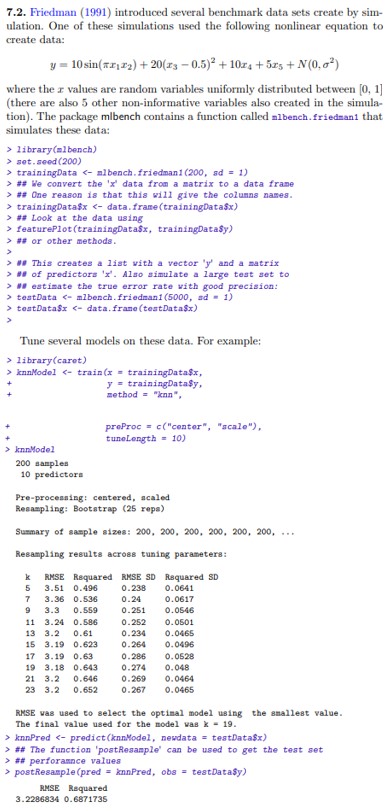 7.2. Friedman (1991) introduced several benchmark data sets create by sim-
ulation. One of these simulations used the following nonlinear equation to
create data:
y = 10 sin(πx₁x₂) + 20(x₃ − 0.5)² + 10x₄ + 5x₅ + N(0, σ²)
where the x values are random variables uniformly distributed between [0, 1]
(there are also 5 other non-informative variables also created in the simula-
tion). The package mlbench contains a function called mlbench.friedman1 that
simulates these data:
> library(mlbench)
> set.seed(200)
> trainingData <- mlbench.friedman1(200, sd = 1)
> ## We convert the 'x' data from a matrix to a data frame
> ## One reason is that this will give the columns names.
> trainingData$x <- data.frame(trainingData$x)
> ## Look at the data using
> featurePlot(trainingData$x, trainingData$y)
> ## or other methods.
>
> ## This creates a list with a vector 'y' and a matrix
> ## of predictors 'x'. Also simulate a large test set to
> ## estimate the true error rate with good precision:
> testData <- mlbench.friedman1(5000, sd = 1)
> testData$x <- data.frame(testData$x)
>
Tune several models on these data. For example:
> library(caret)
> knnModel <- train(x = trainingData$x,
+ y = trainingData$y,
+ method = "knn",
+ preProc = c("center", "scale"),
+ tuneLength = 10)
> knnModel
200 samples
10 predictors
Pre-processing: centered, scaled
Resampling: Bootstrap (25 reps)
Summary of sample sizes: 200, 200, 200, 200, 200, 200, ...
Resampling results across tuning parameters:
k RMSE Rsquared RMSE SD Rsquared SD
5 3.51 0.496 0.238 0.0641
7 3.36 0.536 0.24 0.0617
9 3.3 0.559 0.251 0.0546
11 3.24 0.586 0.252 0.0501
13 3.2 0.61 0.234 0.0465
15 3.19 0.623 0.264 0.0496
17 3.19 0.63 0.286 0.0528
19 3.18 0.643 0.274 0.048
21 3.2 0.646 0.269 0.0464
23 3.2 0.652 0.267 0.0465
RMSE was used to select the optimal model using the smallest value.
The final value used for the model was k = 19.
> knnPred <- predict(knnModel, newdata = testData$x)
> ## The function 'postResample' can be used to get the test set
> ## perforamnce values
> postResample(pred = knnPred, obs = testData$y)
RMSE Rsquared
3.2286834 0.6871735